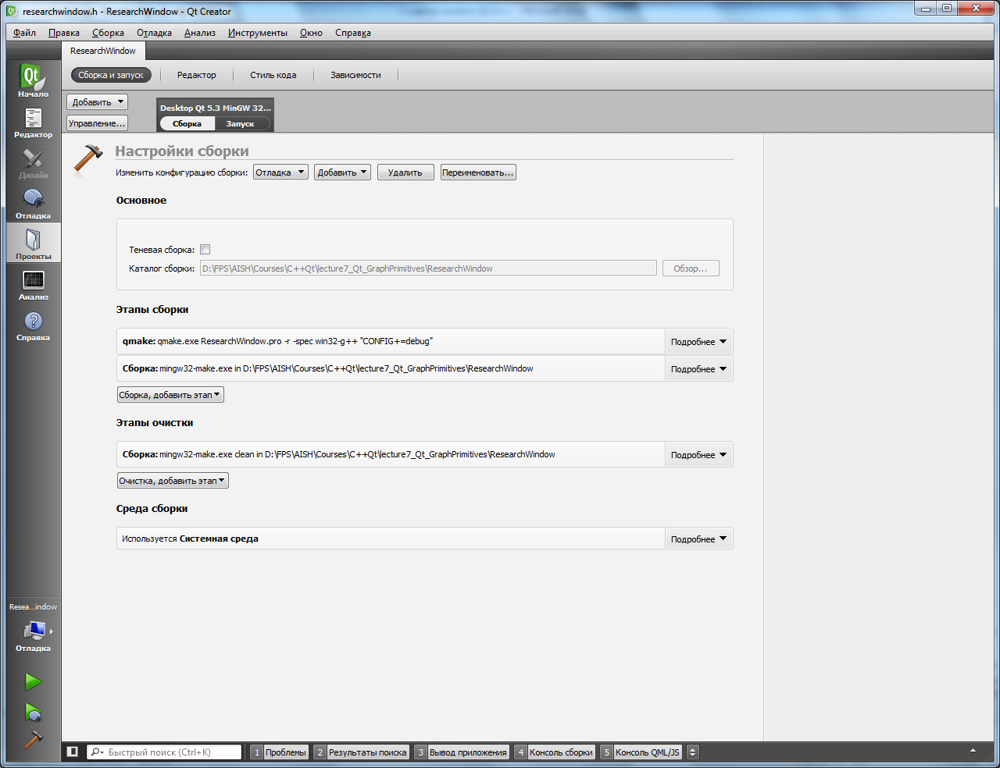 researchwindow.h - ResearchWindow - Qt Creator
Файл Правка Сборка Отладка Анализ Инструменты Окно Справка
ResearchWindow
Сборка и запуск Редактор Стиль кода Зависимости
Добавить
Управление...
Desktop Qt 5.3 MinGW 32...
Сборка Запуск
Qt
Начало
Редактор
Дизайн
Отладка
Проекты
Анализ
Справка
Настройки сборки
Изменить конфигурацию сборки: Отладка Добавить Удалить Переименовать...
Основное
Теневая сборка:
Каталог сборки: D:\FPS\AISH\Courses\C++Qt\lecture7_Qt_GraphPrimitives\ResearchWindow Обзор...
Этапы сборки
qmake: qmake.exe ResearchWindow.pro -r -spec win32-g++ "CONFIG+=debug" Подробнее
Сборка: mingw32-make.exe in D:\FPS\AISH\Courses\C++Qt\lecture7_Qt_GraphPrimitives\ResearchWindow Подробнее
Сборка, добавить этап
Этапы очистки
Сборка: mingw32-make.exe clean in D:\FPS\AISH\Courses\C++Qt\lecture7_Qt_GraphPrimitives\ResearchWindow Подробнее
Очистка, добавить этап
Среда сборки
Используется Системная среда Подробнее
Resea...indow
Отладка
Быстрый поиск (Ctrl+K) 1 Проблемы 2 Результаты поиска 3 Вывод приложения 4 Консоль сборки 5 Консоль QML/JS